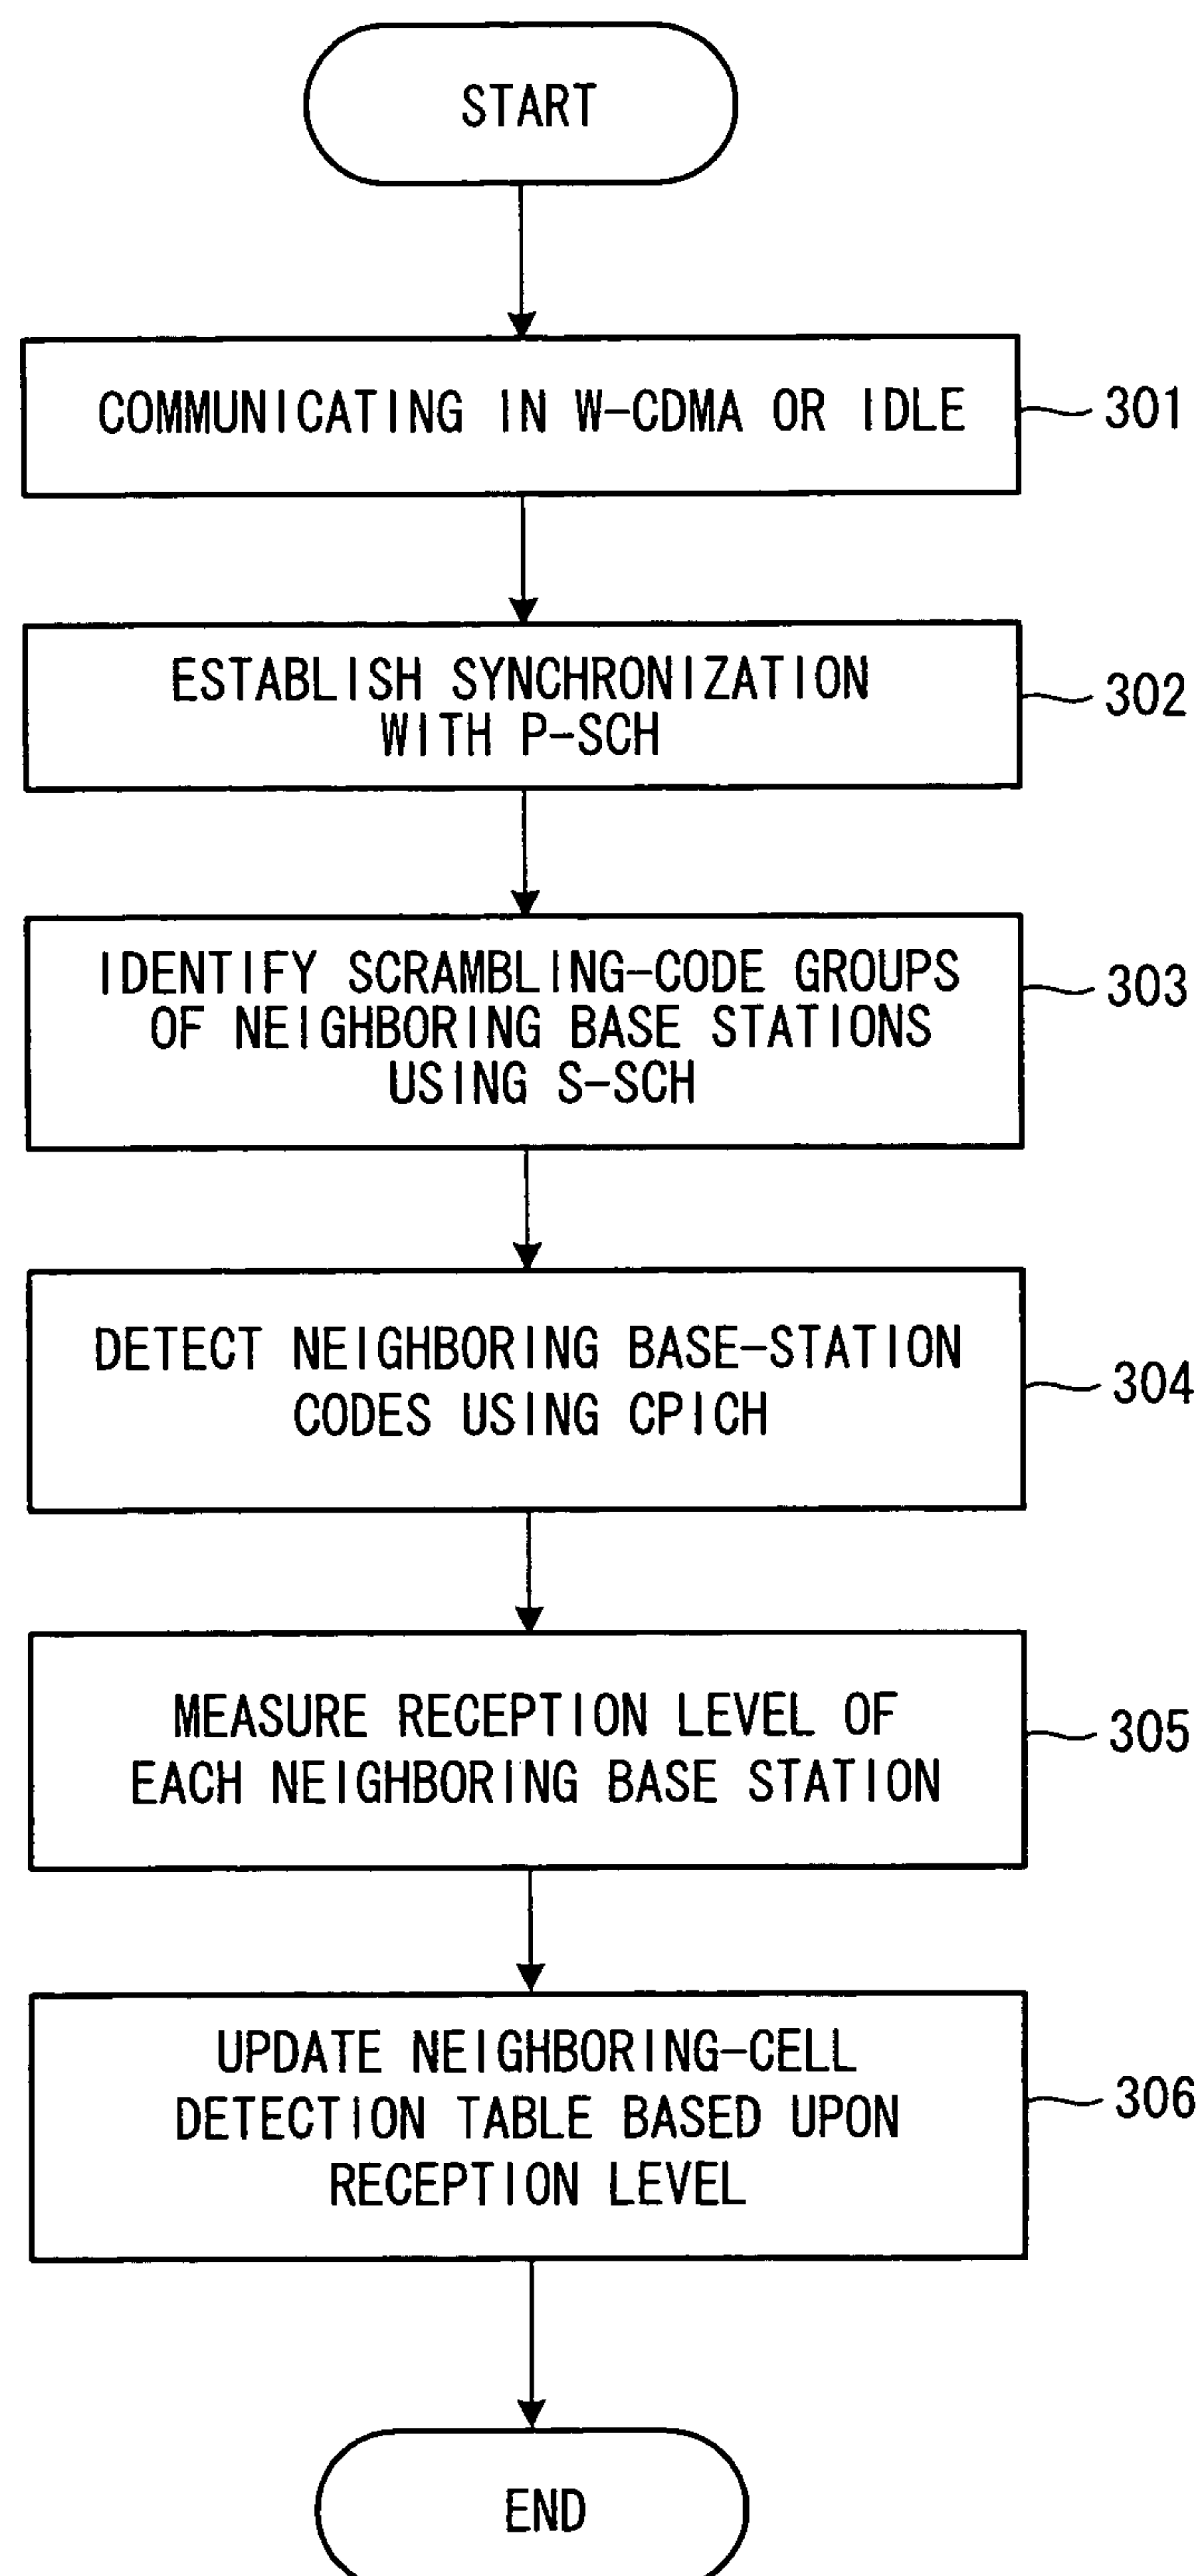 START
COMMUNICATING IN W-CDMA OR IDLE
301
ESTABLISH SYNCHRONIZATION
WITH P-SCH
302
IDENTIFY SCRAMBLING-CODE GROUPS
OF NEIGHBORING BASE STATIONS
USING S-SCH
303
DETECT NEIGHBORING BASE-STATION
CODES USING CPICH
304
MEASURE RECEPTION LEVEL OF
EACH NEIGHBORING BASE STATION
305
UPDATE NEIGHBORING-CELL
DETECTION TABLE BASED UPON
RECEPTION LEVEL
306
END